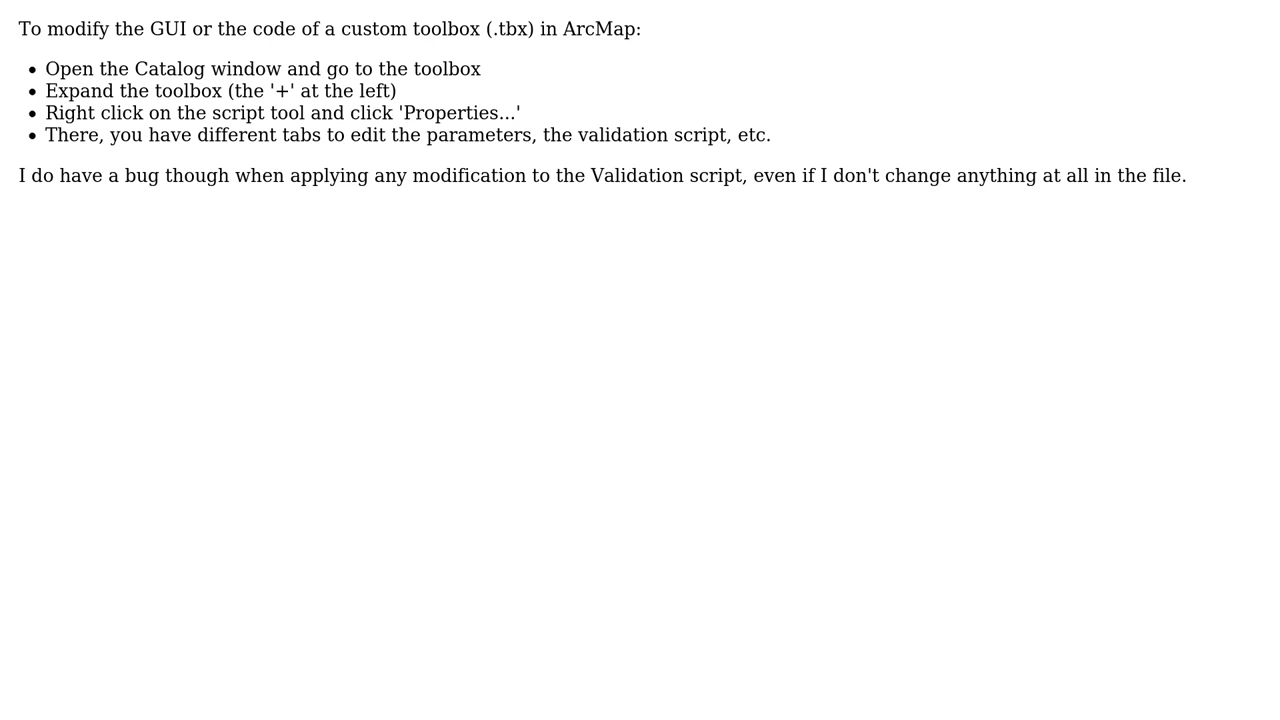 To modify the GUI or the code of a custom toolbox (.tbx) in ArcMap:
• Open the Catalog window and go to the toolbox
• Expand the toolbox (the '+' at the left)
• Right click on the script tool and click 'Properties...'
• There, you have different tabs to edit the parameters, the validation script, etc.
I do have a bug though when applying any modification to the Validation script, even if I don't change anything at all in the file.